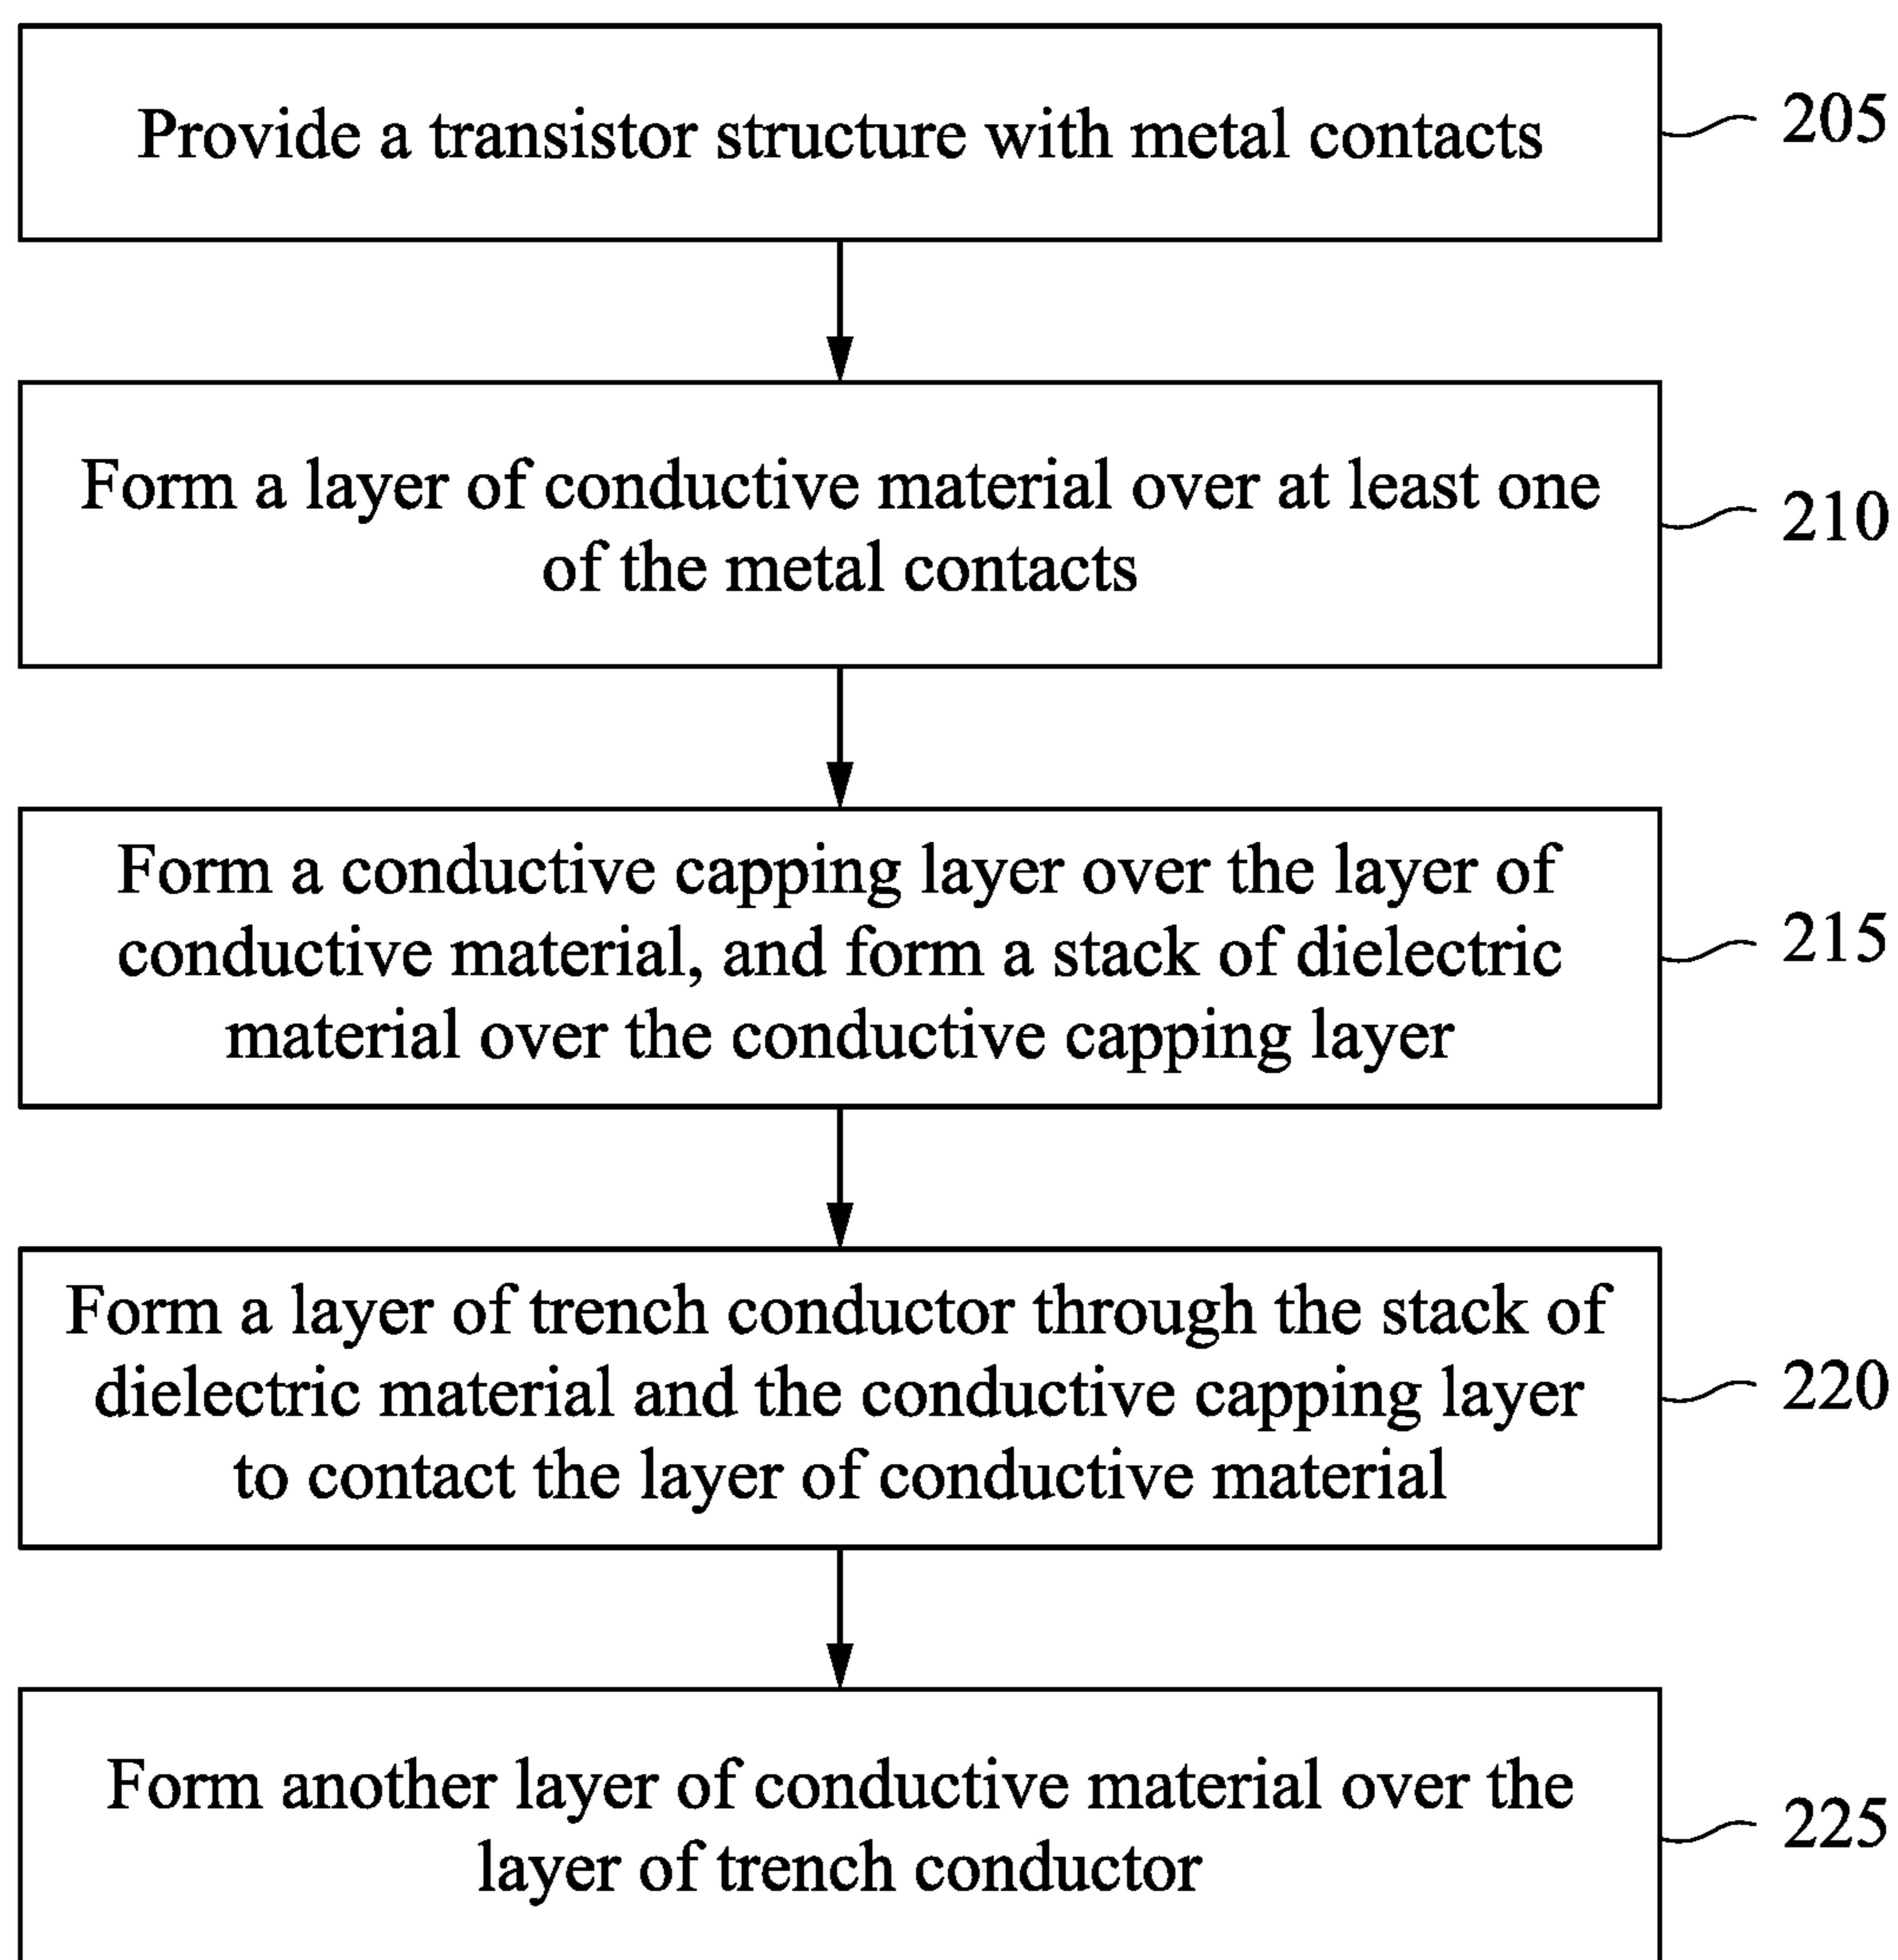 Provide a transistor structure with metal contacts
205
Form a layer of conductive material over at least one
of the metal contacts
210
Form a conductive capping layer over the layer of
conductive material, and form a stack of dielectric
material over the conductive capping layer
215
Form a layer of trench conductor through the stack of
dielectric material and the conductive capping layer
to contact the layer of conductive material
220
Form another layer of conductive material over the
layer of trench conductor
225